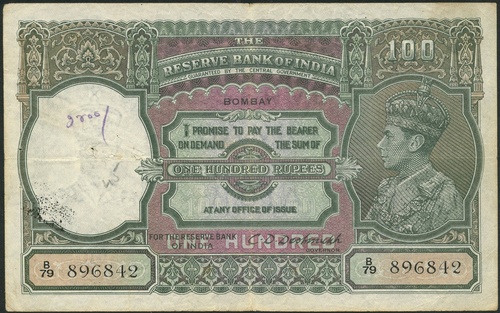 THE
RESERVE BANK OF INDIA
GUARANTEED BY THE CENTRAL GOVERNMENT
100
BOMBAY
I PROMISE TO PAY THE BEARER
ON DEMAND THE SUM OF
ONE HUNDRED RUPEES
AT ANY OFFICE OF ISSUE
FOR THE RESERVE BANK
OF INDIA
GOVERNOR
HUNDRED
B/79 896842
B/79 896842